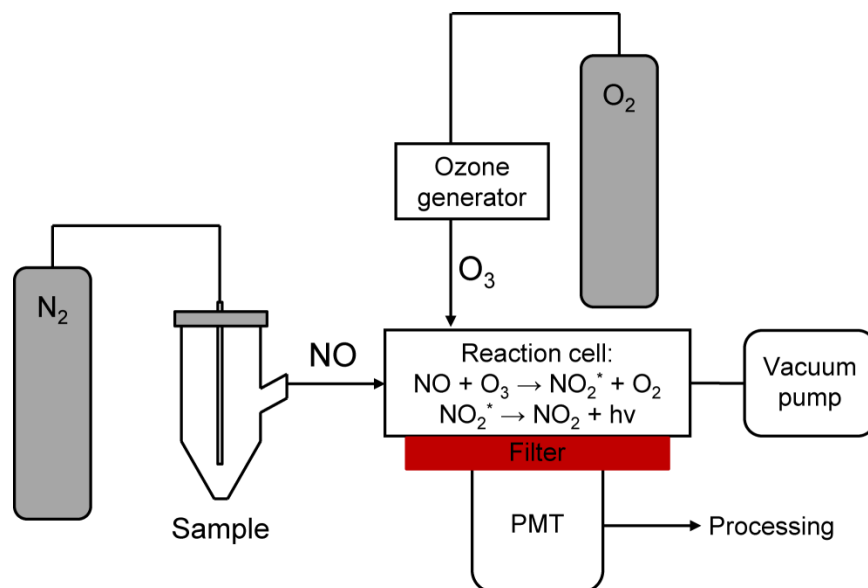 O₂
Ozone
generator
O₃
N₂
NO
Reaction cell:
NO + O₃ → NO₂* + O₂
NO₂* → NO₂ + hv
Vacuum
pump
Filter
Sample
PMT
Processing